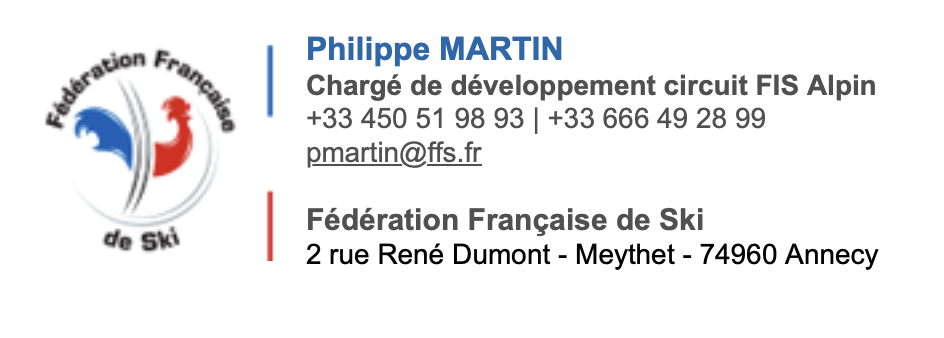 Fédération Française
de Ski
Philippe MARTIN
Chargé de développement circuit FIS Alpin
+33 450 51 98 93 | +33 666 49 28 99
pmartin@ffs.fr
Fédération Française de Ski
2 rue René Dumont - Meythet - 74960 Annecy